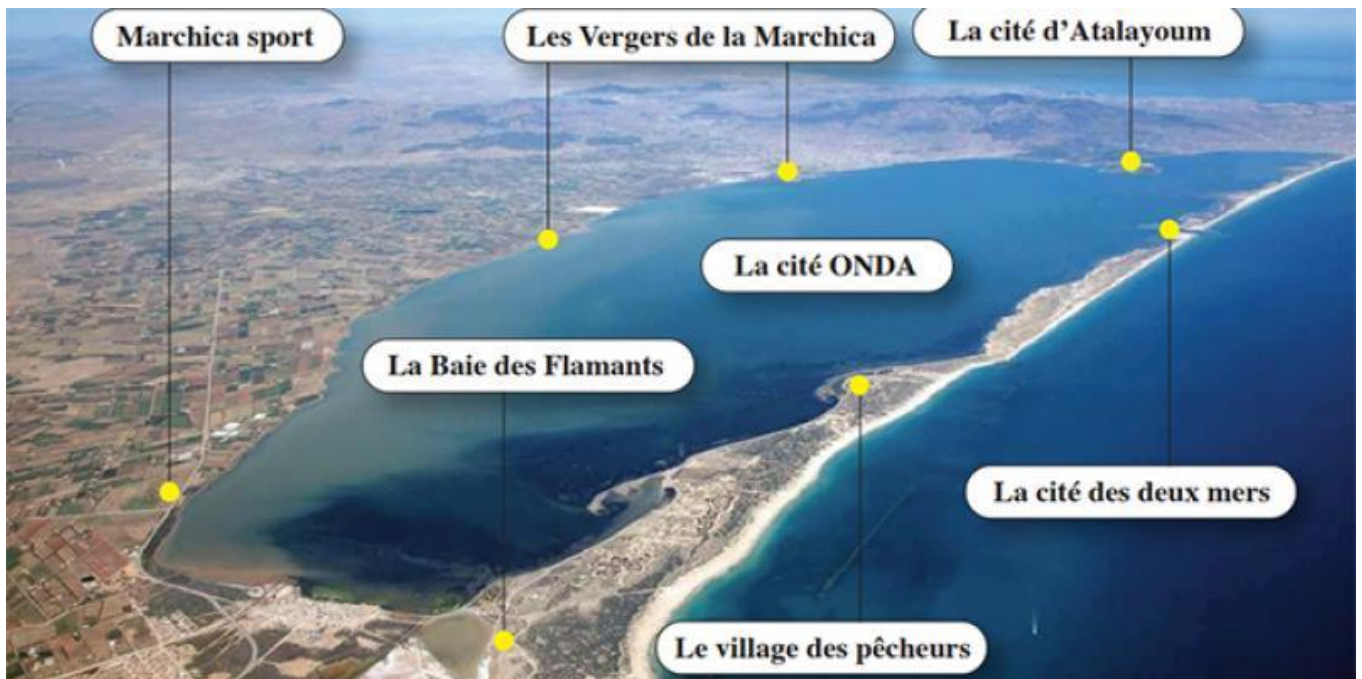 Marchica sport
Les Vergers de la Marchica
La cité d'Atalayoum
La cité ONDA
La Baie des Flamants
La cité des deux mers
Le village des pêcheurs